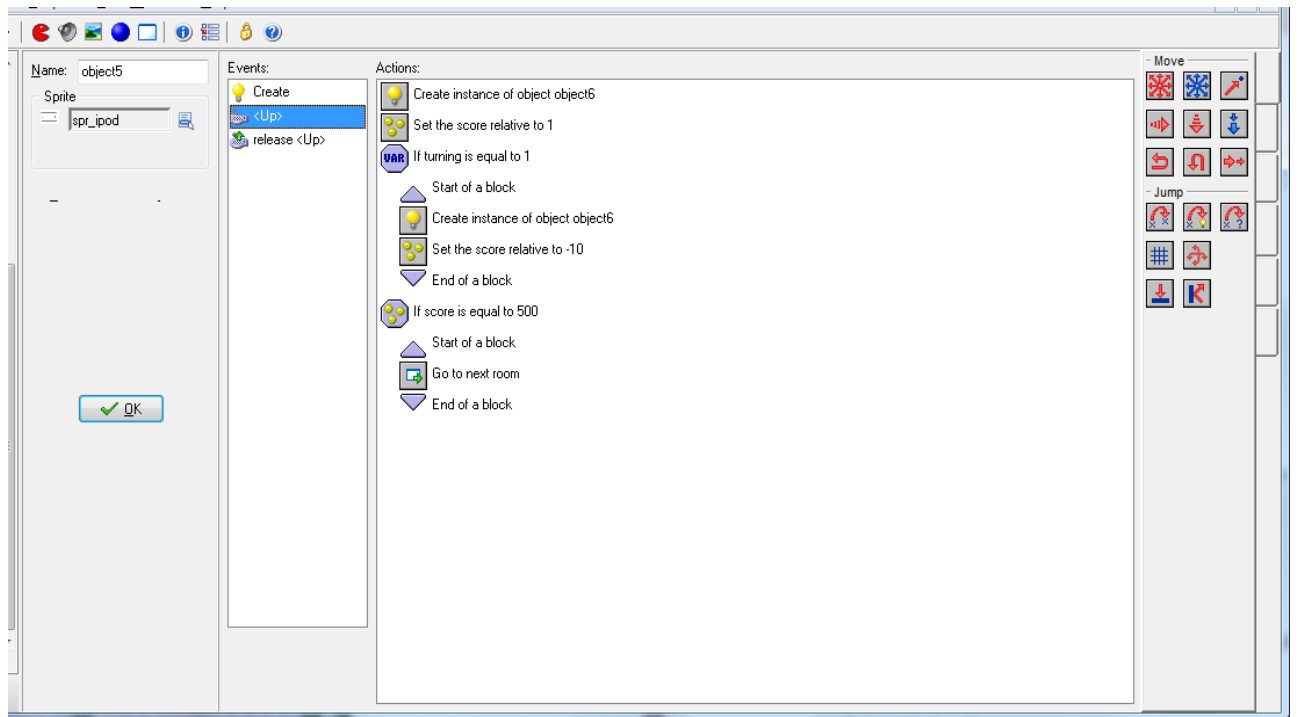 Name: object5
Sprite
spr_ipod
OK
Events:
Create
<Up>
release <Up>
Actions:
Create instance of object object6
Set the score relative to 1
VAR If turning is equal to 1
Start of a block
Create instance of object object6
Set the score relative to -10
End of a block
If score is equal to 500
Start of a block
Go to next room
End of a block
Move
Jump